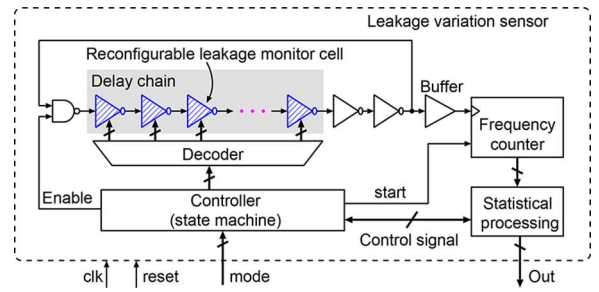 Leakage variation sensor
Reconfigurable leakage monitor cell
Delay chain
Buffer
Decoder
Frequency
counter
Enable
Controller
(state machine)
start
Control signal
Statistical
processing
clk
reset
mode
Out